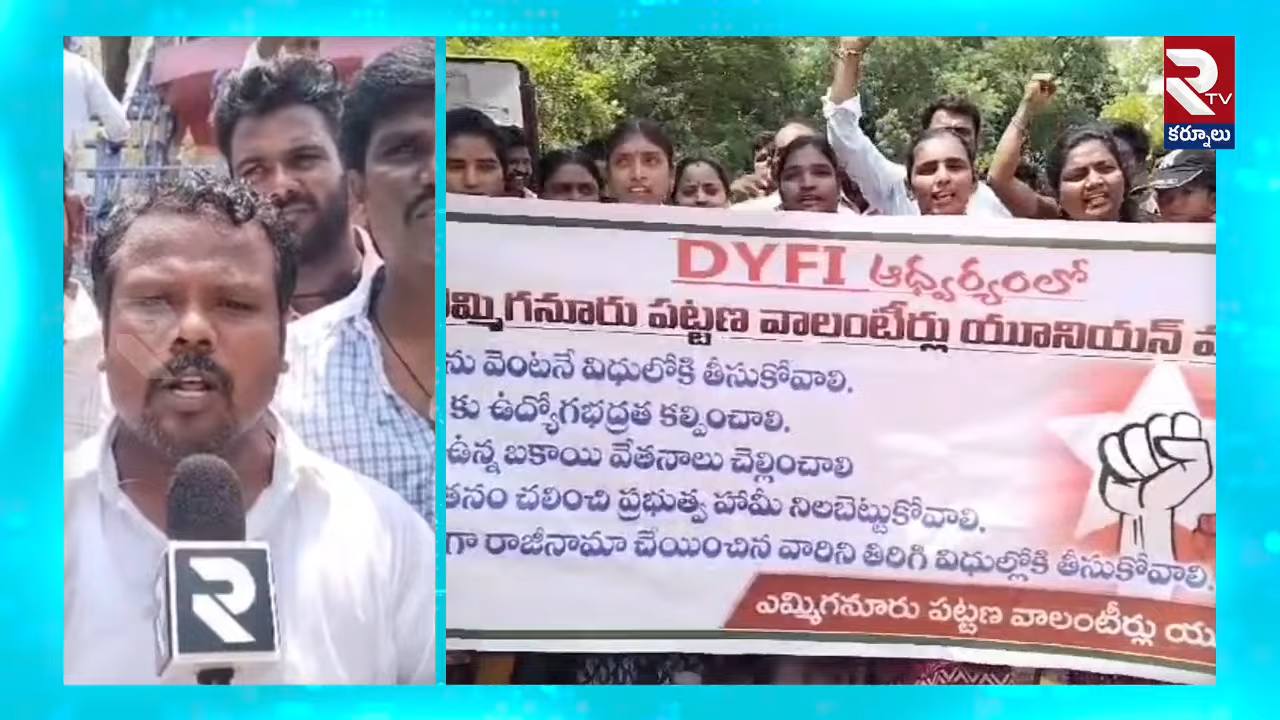 R TV
కర్నూలు
DYFI ఆధ్వర్యంలో
ఎమ్మిగనూరు పట్టణ వాలంటీర్లు యూనియన్
ను వెంటనే విధులోకి తీసుకోవాలి.
కు ఉద్యోగభద్రత కల్పించాలి.
ఉన్న బకాయి వేతనాలు చెల్లించాలి
తనం చలించి ప్రభుత్వ హామీ నిలబెట్టుకోవాలి.
గా రాజీనామా చేయించిన వారిని తిరిగి విధుల్లోకి తీసుకోవాలి.
ఎమ్మిగనూరు పట్టణ వాలంటీర్లు యు
R